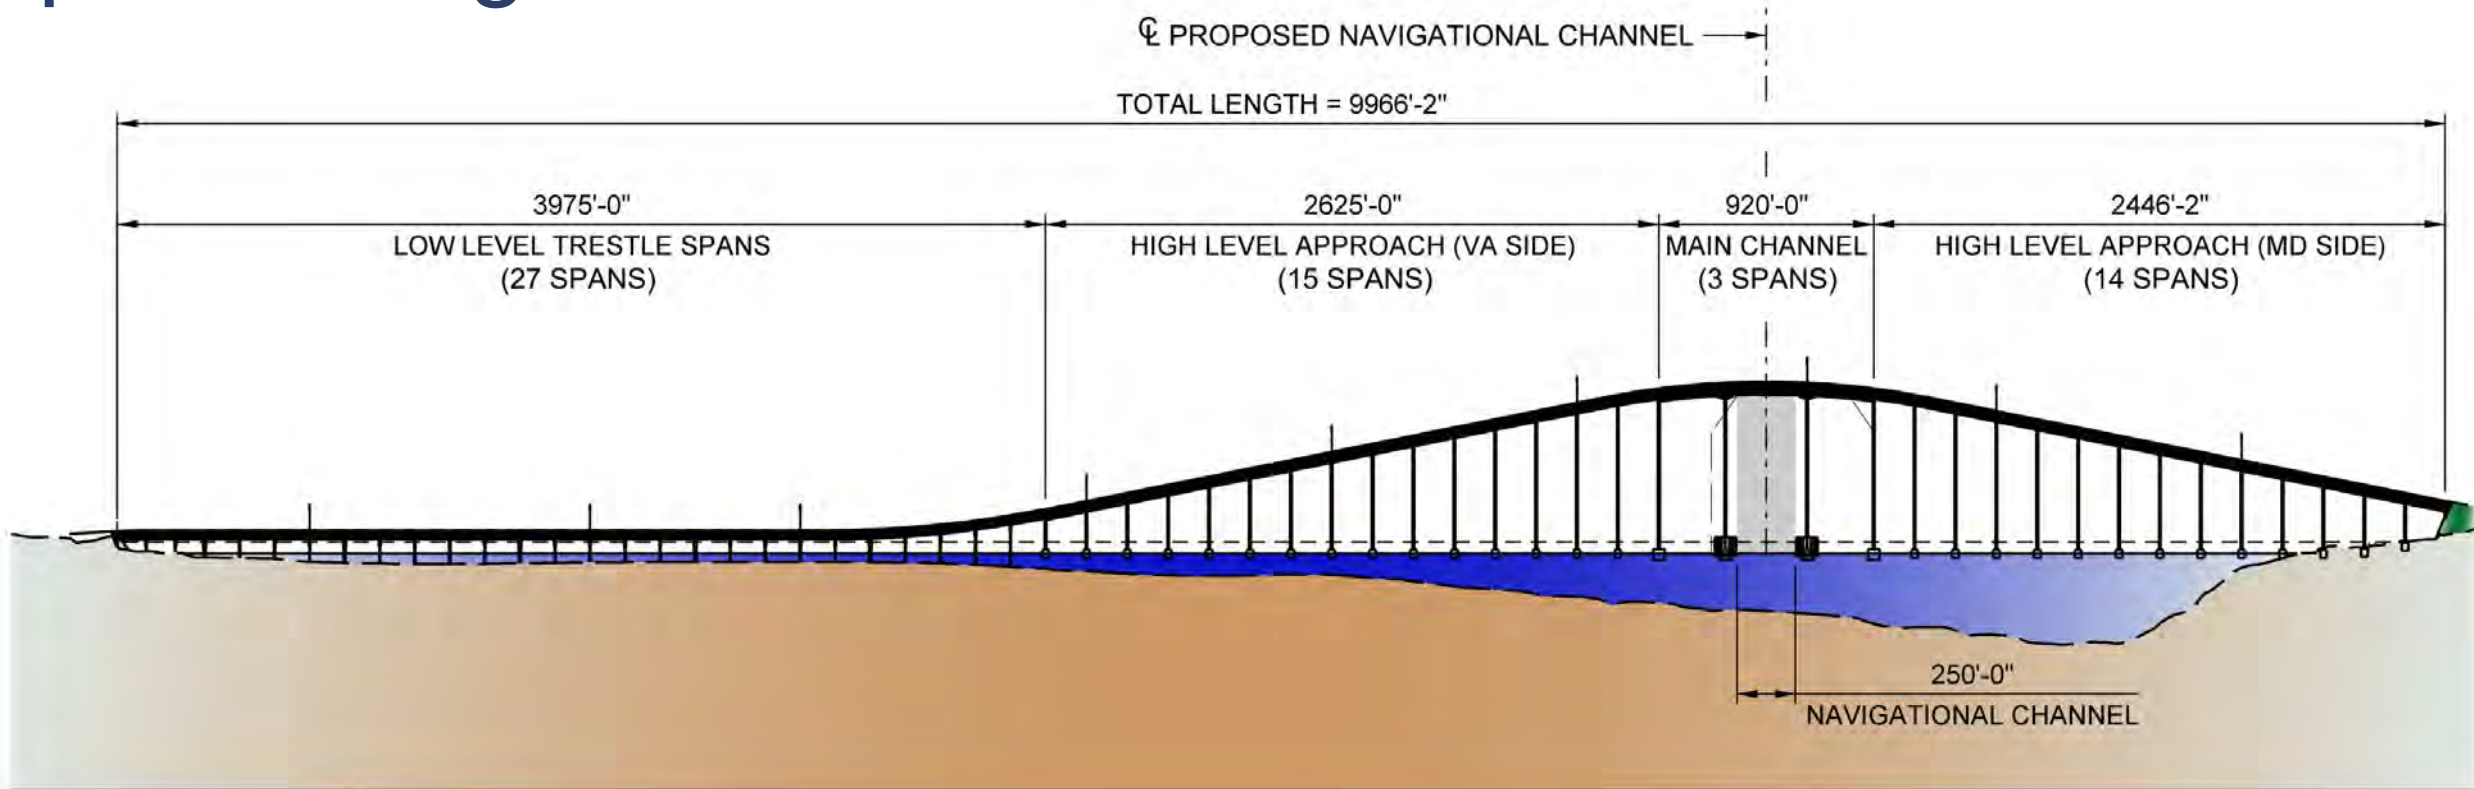 ℄ PROPOSED NAVIGATIONAL CHANNEL
TOTAL LENGTH = 9966'-2"
3975'-0"
LOW LEVEL TRESTLE SPANS
(27 SPANS)
2625'-0"
HIGH LEVEL APPROACH (VA SIDE)
(15 SPANS)
920'-0"
MAIN CHANNEL
(3 SPANS)
2446'-2"
HIGH LEVEL APPROACH (MD SIDE)
(14 SPANS)
250'-0"
NAVIGATIONAL CHANNEL